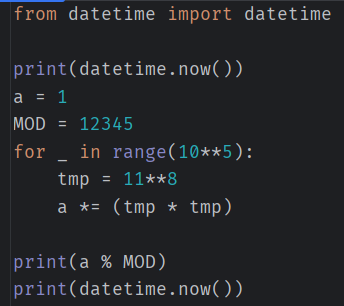 from datetime import datetime
print(datetime.now())
a = 1
MOD = 12345
for _ in range(10**5):
    tmp = 11**8
    a *= (tmp * tmp)
print(a % MOD)
print(datetime.now())